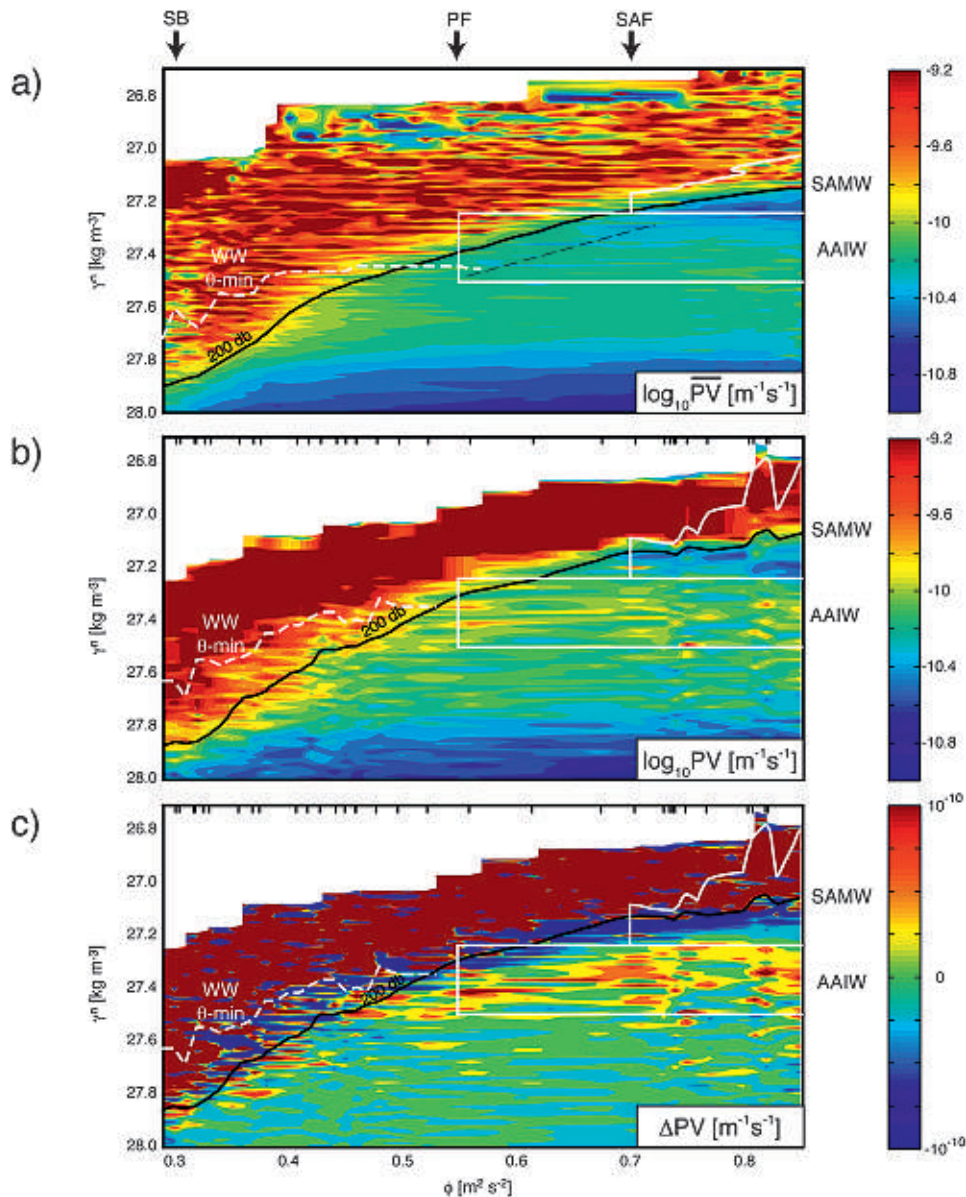 SB PF SAF
a)
26.8
27.0
27.2
27.4
27.6
27.8
28.0
γⁿ [kg m⁻³]
WW
θ-min
200 db
log₁₀P̅V̅ [m⁻¹s⁻¹]
SAMW
AAIW
-9.2
-9.6
-10
-10.4
-10.8
b)
26.8
27.0
27.2
27.4
27.6
27.8
28.0
γⁿ [kg m⁻³]
WW
θ-min
200 db
log₁₀PV [m⁻¹s⁻¹]
SAMW
AAIW
-9.2
-9.6
-10
-10.4
-10.8
c)
26.8
27.0
27.2
27.4
27.6
27.8
28.0
γⁿ [kg m⁻³]
WW
θ-min
200 db
ΔPV [m⁻¹s⁻¹]
SAMW
AAIW
10⁻¹⁰
0
-10⁻¹⁰
0.3 0.4 0.5 0.6 0.7 0.8
ϕ [m² s⁻²]